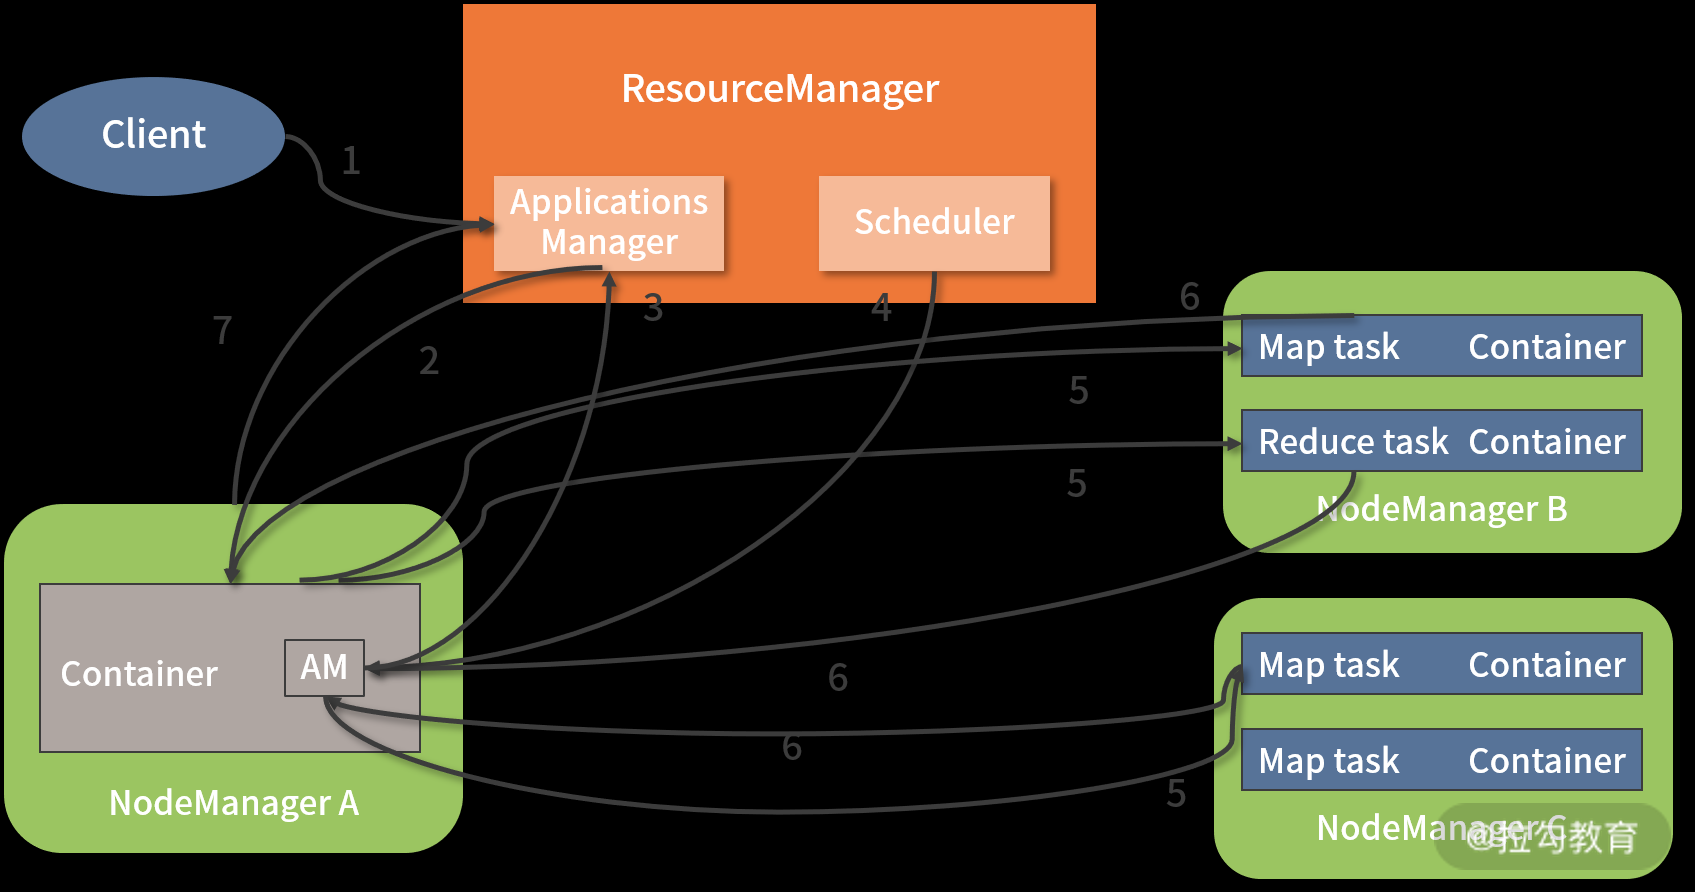 ResourceManager
Client
1
Applications
Manager
Scheduler
3
4
6
7
2
Map task Container
5
Reduce task Container
5
NodeManager B
Container
AM
6
Map task Container
6
Map task Container
5
NodeManager A
NodeManager C
@拉勾教育